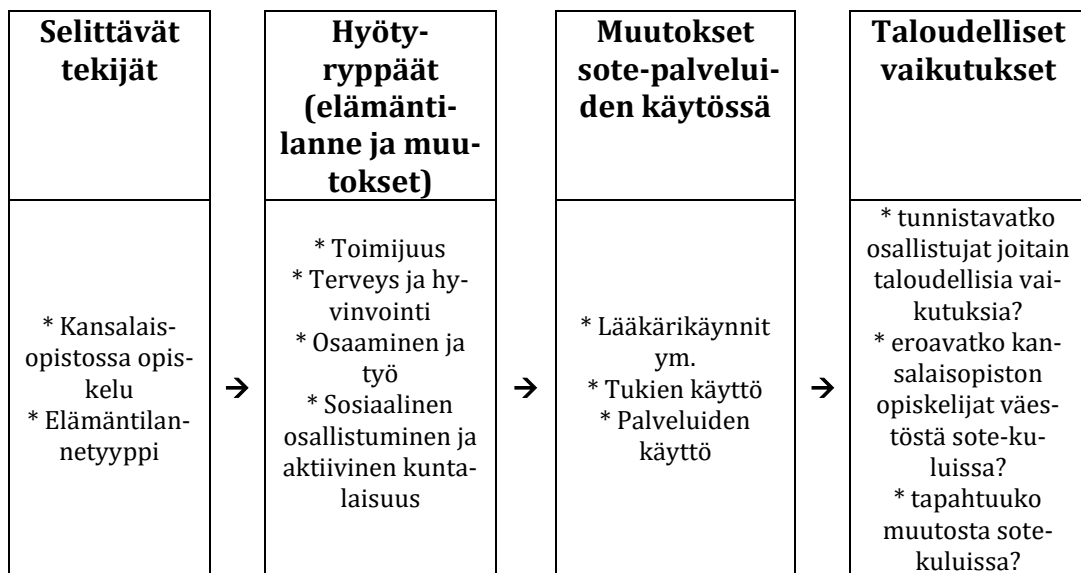 Selittävät
tekijät
Hyöty-
ryppäät
(elämänti-
lanne ja muu-
tokset)
Muutokset
sote-palvelui-
den käytössä
Taloudelliset
vaikutukset
* Kansalais-
opistossa opis-
kelu
* Elämäntilan-
netyyppi
→
* Toimijuus
* Terveys ja hy-
vinvointi
* Osaaminen ja
työ
* Sosiaalinen
osallistuminen ja
aktiivinen kunta-
laisuus
→
* Lääkärikäynnit
ym.
* Tukien käyttö
* Palveluiden
käyttö
→
* tunnistavatko
osallistujat joitain
taloudellisia vai-
kutuksia?
* eroavatko kan-
salaisopiston
opiskelijat väes-
töstä sote-ku-
luissa?
* tapahtuuko
muutosta sote-
kuluissa?